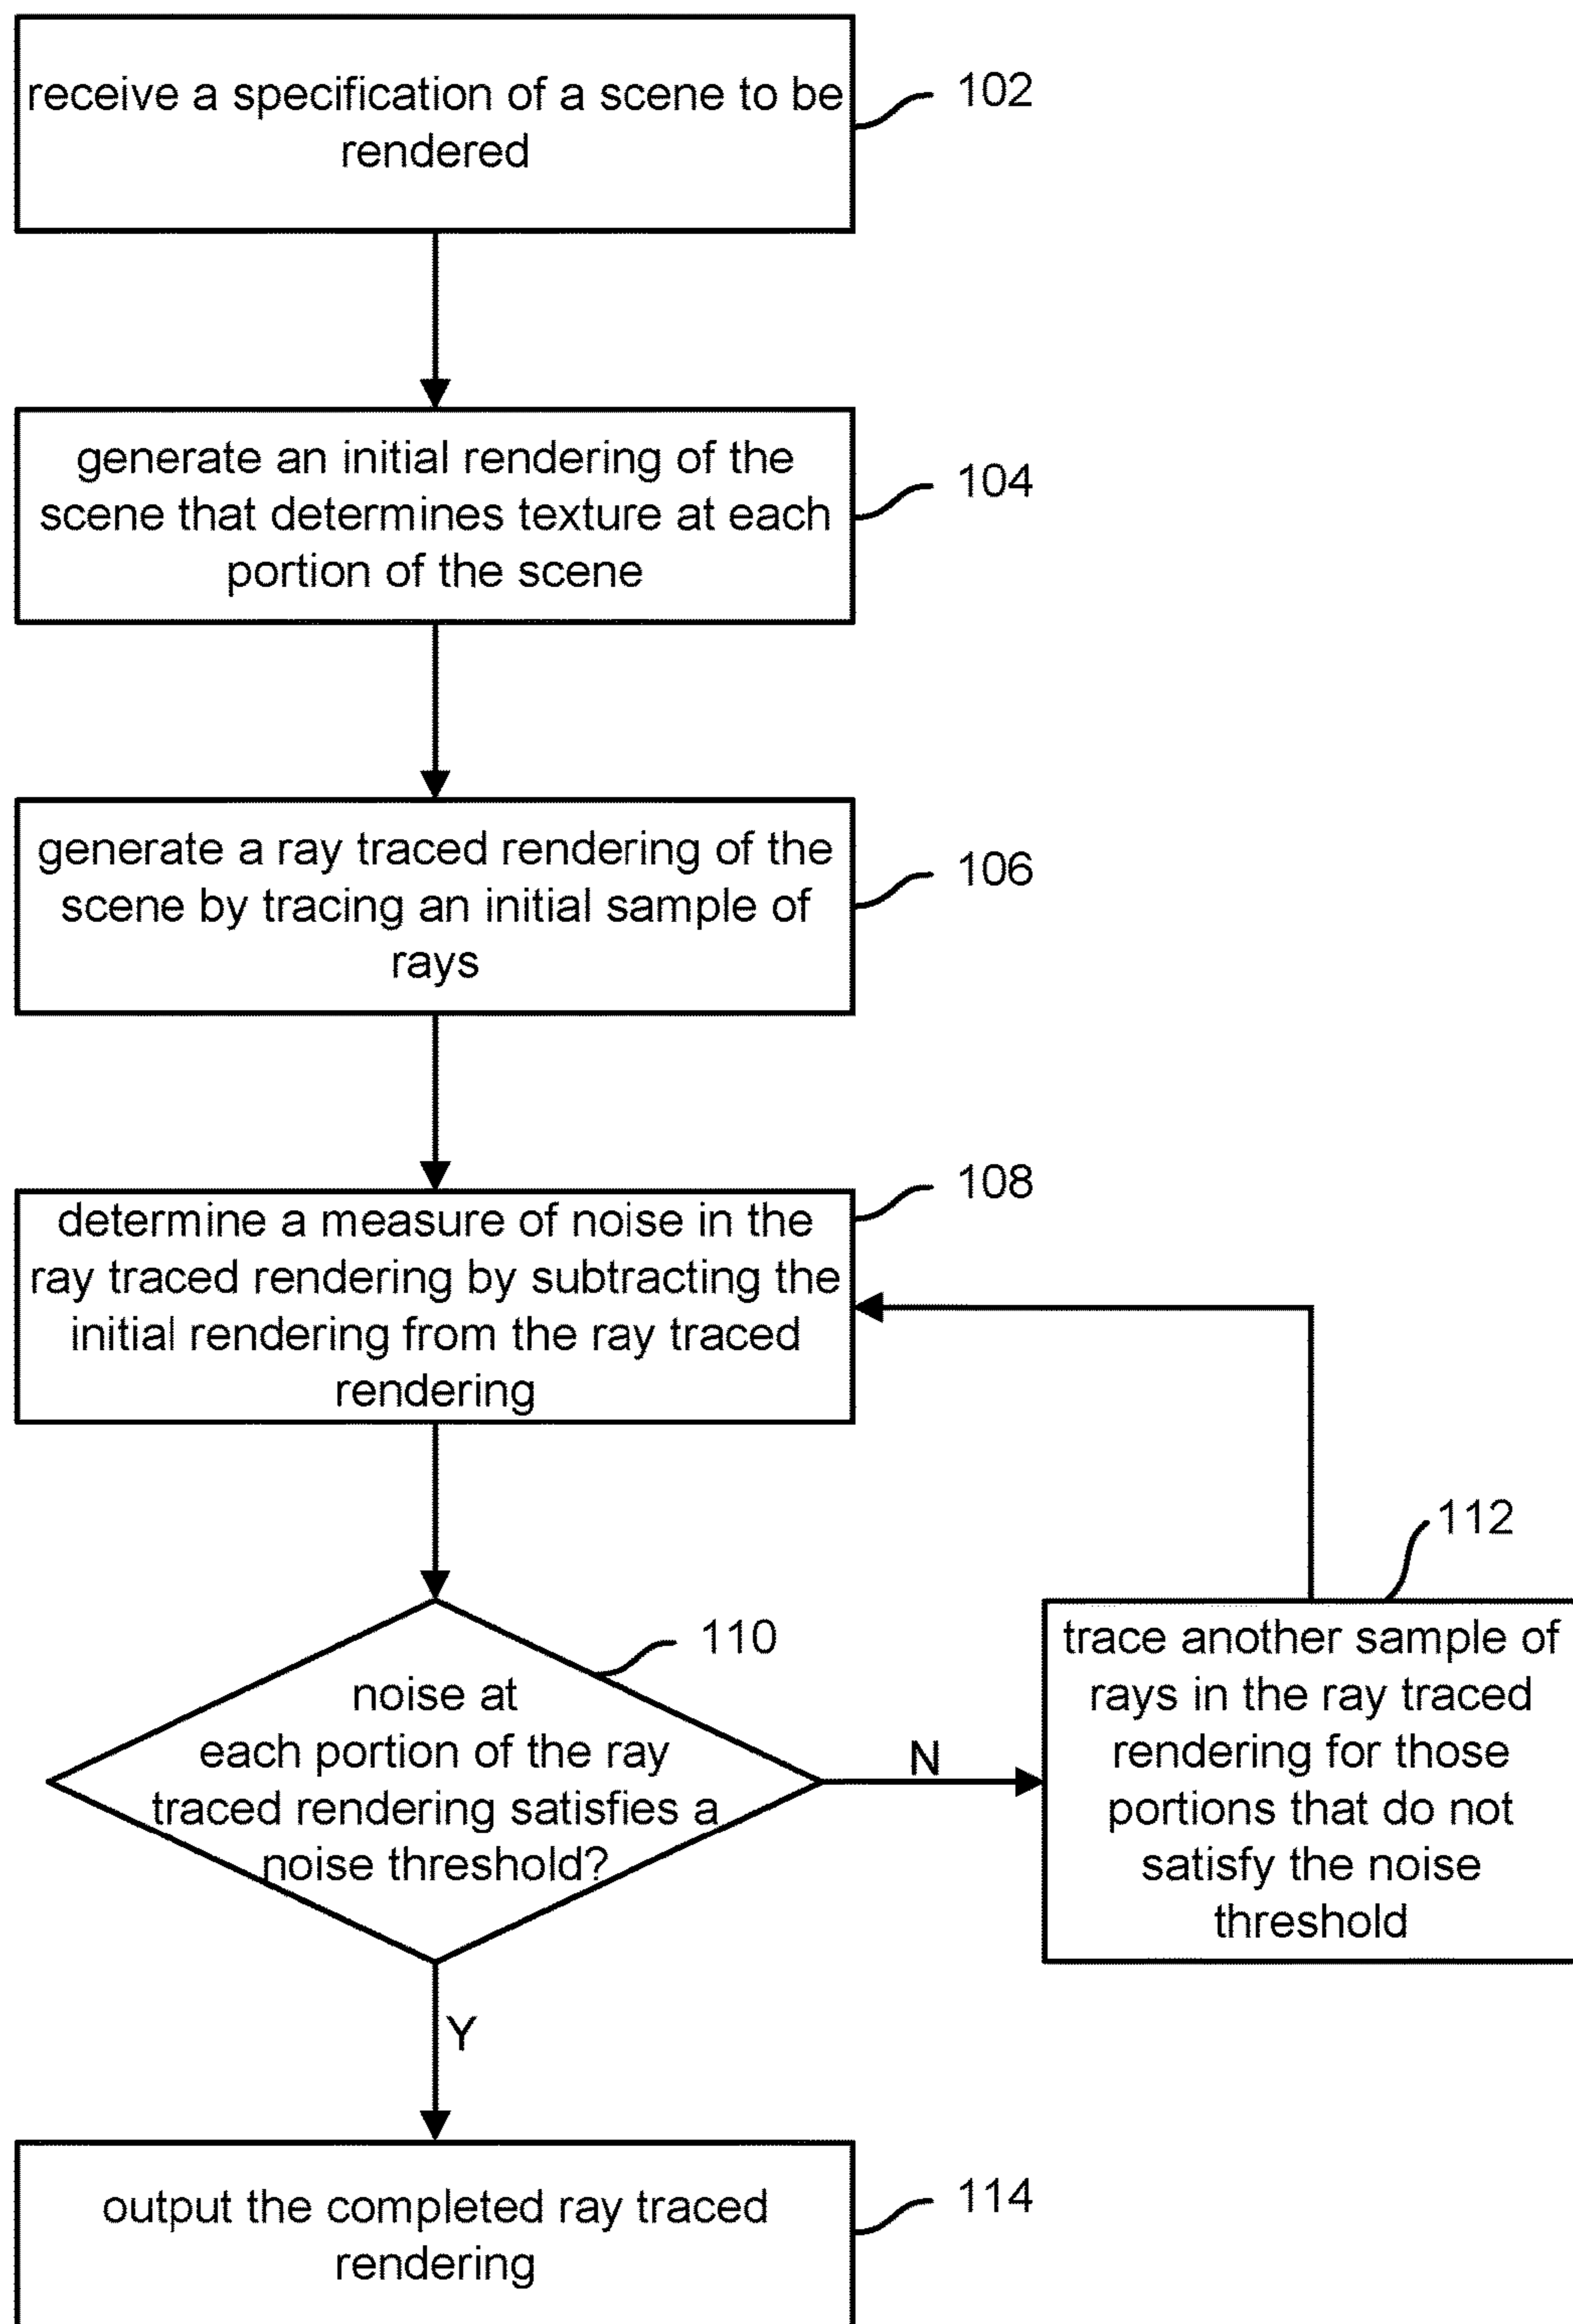 receive a specification of a scene to be
rendered
102
generate an initial rendering of the
scene that determines texture at each
portion of the scene
104
generate a ray traced rendering of the
scene by tracing an initial sample of
rays
106
determine a measure of noise in the
ray traced rendering by subtracting the
initial rendering from the ray traced
rendering
108
noise at
each portion of the ray
traced rendering satisfies a
noise threshold?
110
N
trace another sample of
rays in the ray traced
rendering for those
portions that do not
satisfy the noise
threshold
112
Y
output the completed ray traced
rendering
114